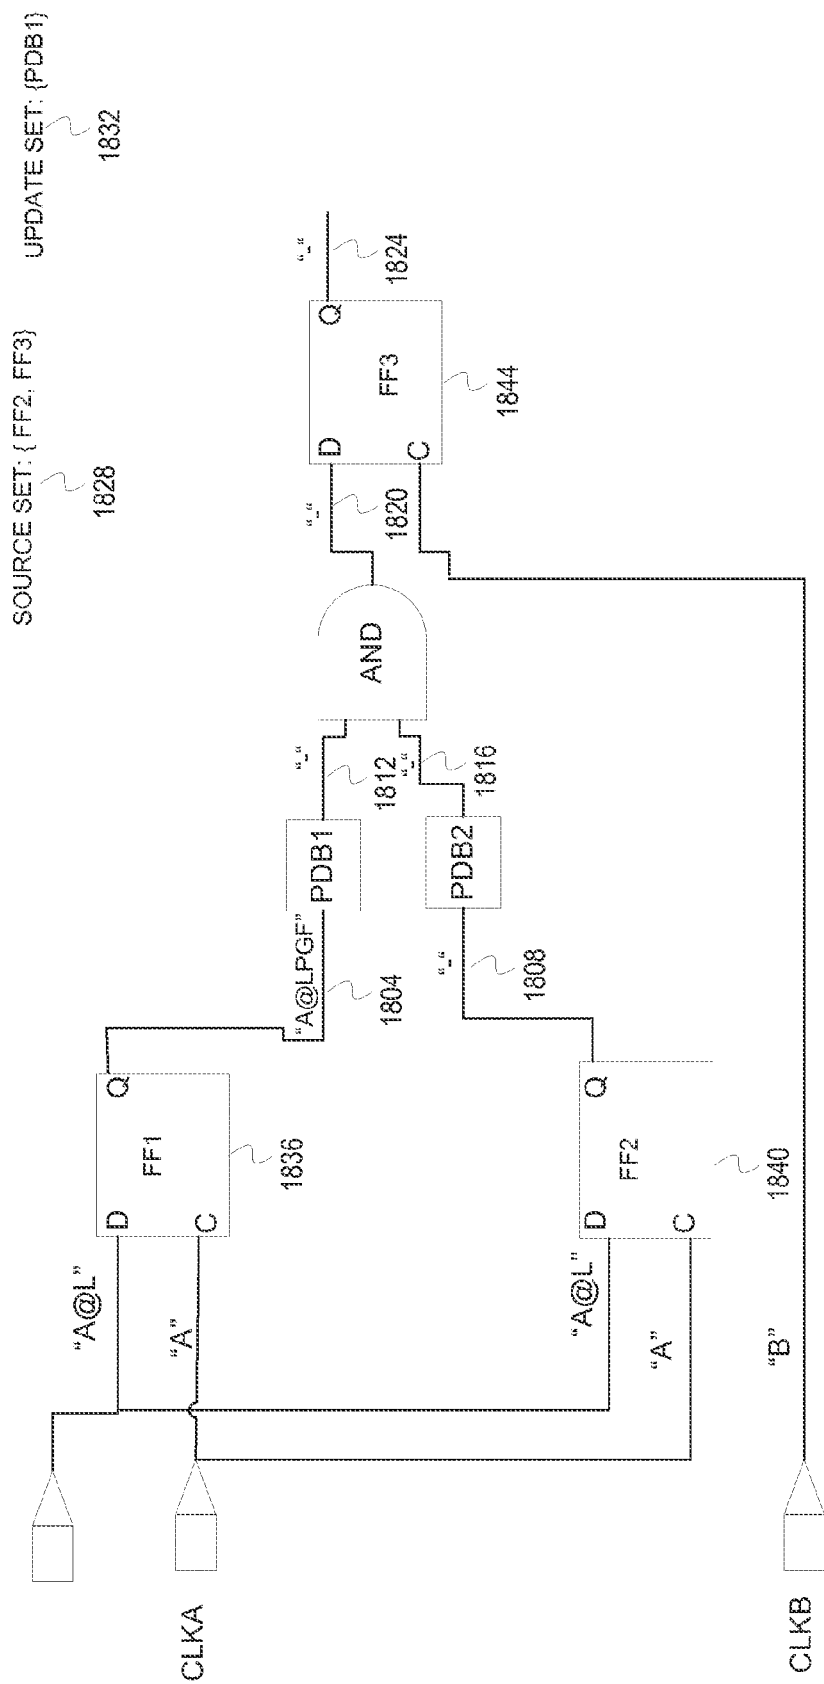 SOURCE SET: { FF2, FF3}
1828
UPDATE SET: {PDB1}
1832
"A@L"
D
Q
FF1
"A"
C
1836
"A@LPGF"
1804
PDB1
"-"
1812
"-"
1816
AND
"-"
1820
D
Q
FF3
C
1844
"-"
1824
CLKA
"A@L"
D
Q
FF2
"A"
C
1840
"-"
1808
PDB2
"B"
CLKB